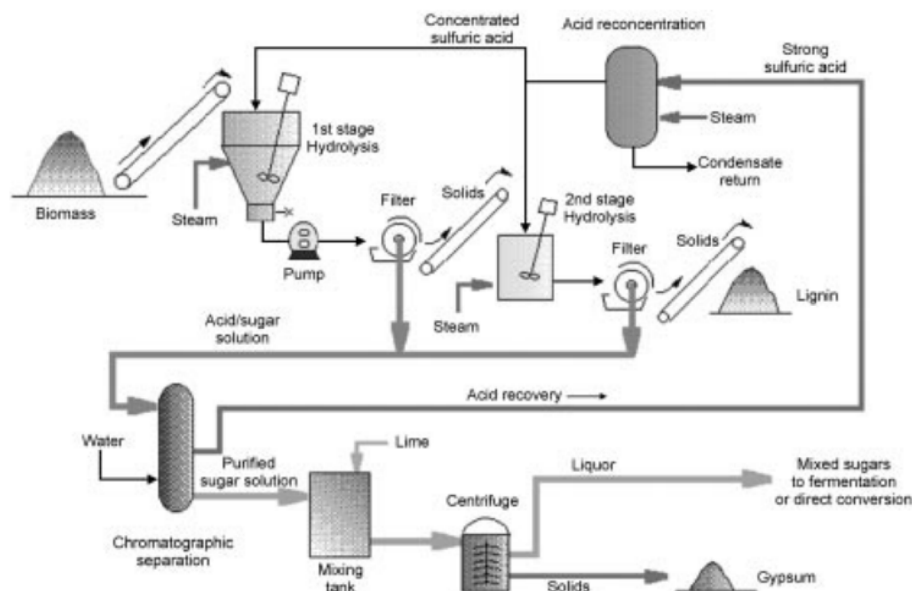 Concentrated
sulfuric acid
Acid reconcentration
Strong
sulfuric acid
1st stage
Hydrolysis
Steam
Condensate
return
Biomass
Steam
Filter
Solids
2nd stage
Hydrolysis
Pump
Filter
Solids
Lignin
Steam
Acid/sugar
solution
Acid recovery
Water
Lime
Purified
sugar solution
Liquor
Mixed sugars
to fermentation
or direct conversion
Centrifuge
Chromatographic
separation
Mixing
tank
Solids
Gypsum